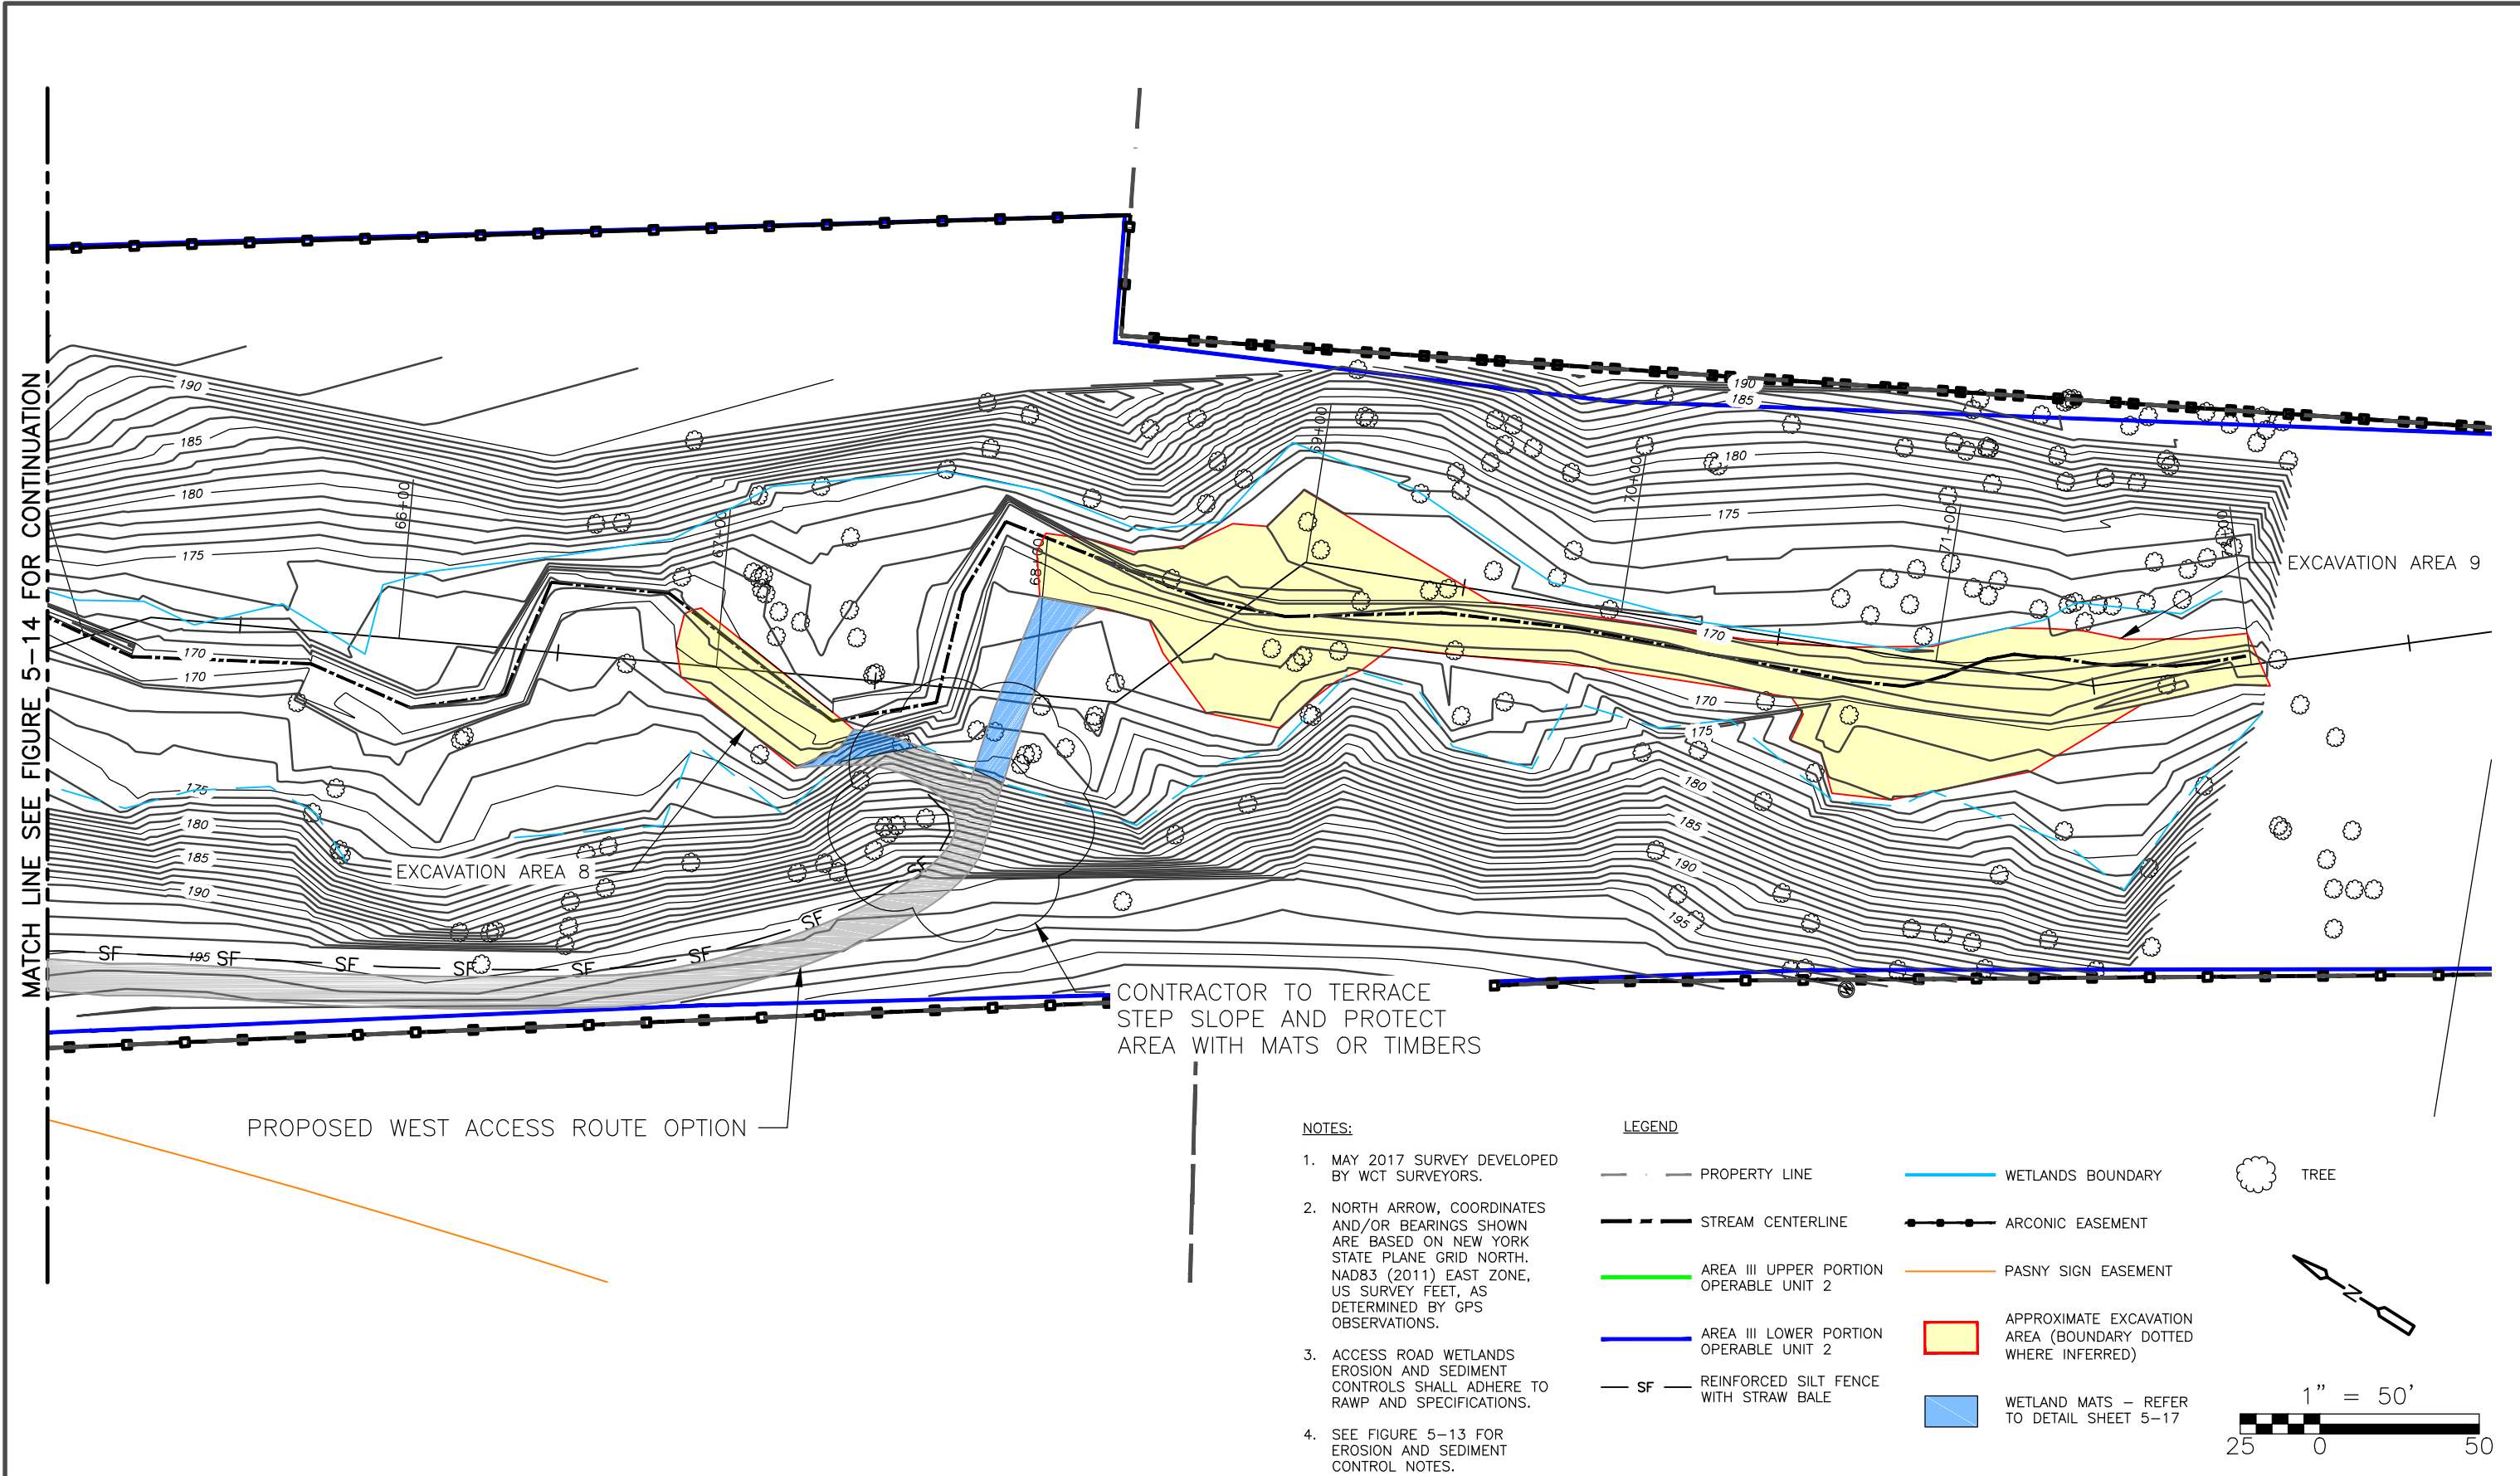 MATCH LINE SEE FIGURE 5-14 FOR CONTINUATION
190
185
180
175
170
170
175
180
185
190
195
66+00
67+00
68+00
69+00
70+00
71+00
190
185
180
175
170
170
175
180
185
190
195
EXCAVATION AREA 9
EXCAVATION AREA 8
SF
SF
SF
SF
SF
SF
SF
SF
CONTRACTOR TO TERRACE
STEP SLOPE AND PROTECT
AREA WITH MATS OR TIMBERS
PROPOSED WEST ACCESS ROUTE OPTION
NOTES:
1. MAY 2017 SURVEY DEVELOPED
BY WCT SURVEYORS.
2. NORTH ARROW, COORDINATES
AND/OR BEARINGS SHOWN
ARE BASED ON NEW YORK
STATE PLANE GRID NORTH.
NAD83 (2011) EAST ZONE,
US SURVEY FEET, AS
DETERMINED BY GPS
OBSERVATIONS.
3. ACCESS ROAD WETLANDS
EROSION AND SEDIMENT
CONTROLS SHALL ADHERE TO
RAWP AND SPECIFICATIONS.
4. SEE FIGURE 5-13 FOR
EROSION AND SEDIMENT
CONTROL NOTES.
LEGEND
PROPERTY LINE
STREAM CENTERLINE
AREA III UPPER PORTION
OPERABLE UNIT 2
AREA III LOWER PORTION
OPERABLE UNIT 2
SF
REINFORCED SILT FENCE
WITH STRAW BALE
WETLANDS BOUNDARY
ARCONIC EASEMENT
PASNY SIGN EASEMENT
APPROXIMATE EXCAVATION
AREA (BOUNDARY DOTTED
WHERE INFERRED)
WETLAND MATS - REFER
TO DETAIL SHEET 5-17
TREE
N
1" = 50'
25 0 50